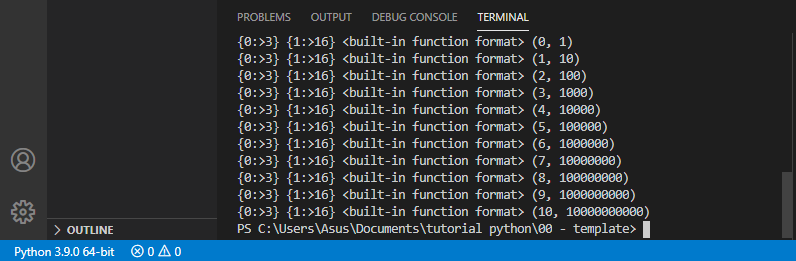 PROBLEMS OUTPUT DEBUG CONSOLE TERMINAL
{0:>3} {1:>16} <built-in function format> (0, 1)
{0:>3} {1:>16} <built-in function format> (1, 10)
{0:>3} {1:>16} <built-in function format> (2, 100)
{0:>3} {1:>16} <built-in function format> (3, 1000)
{0:>3} {1:>16} <built-in function format> (4, 10000)
{0:>3} {1:>16} <built-in function format> (5, 100000)
{0:>3} {1:>16} <built-in function format> (6, 1000000)
{0:>3} {1:>16} <built-in function format> (7, 10000000)
{0:>3} {1:>16} <built-in function format> (8, 100000000)
{0:>3} {1:>16} <built-in function format> (9, 1000000000)
{0:>3} {1:>16} <built-in function format> (10, 10000000000)
PS C:\Users\Asus\Documents\tutorial python\00 - template>
OUTLINE
Python 3.9.0 64-bit 0 0